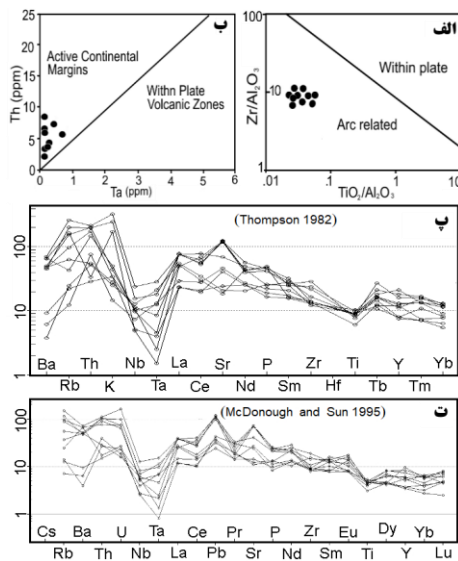 ب
25
20
15
10
5
0
Th (ppm)
Active Continental
Margins
Withn Plate
Volcanic Zones
0 1 2 3 4 5 6
Ta (ppm)
الف
100
10
1
Zr/Al₂O₃
Within plate
Arc related
.01 0.1 1 10
TiO₂/Al₂O₃
پ
(Thompson 1982)
100
10
1
Ba Th Nb La Sr P Zr Ti Y Yb
Rb K Ta Ce Nd Sm Hf Tb Tm
ت
(McDonough and Sun 1995)
100
10
1
Cs Ba U Ta Ce Pr P Zr Eu Dy Yb
Rb Th Nb La Pb Sr Nd Sm Ti Y Lu